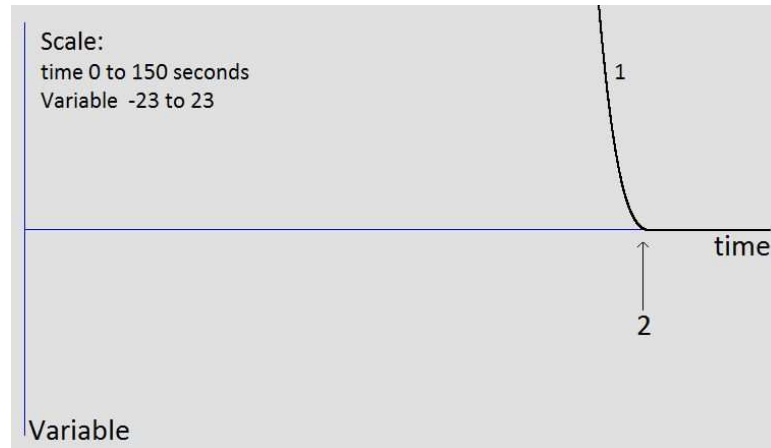 Scale:
time 0 to 150 seconds
Variable -23 to 23
1
time
2
Variable